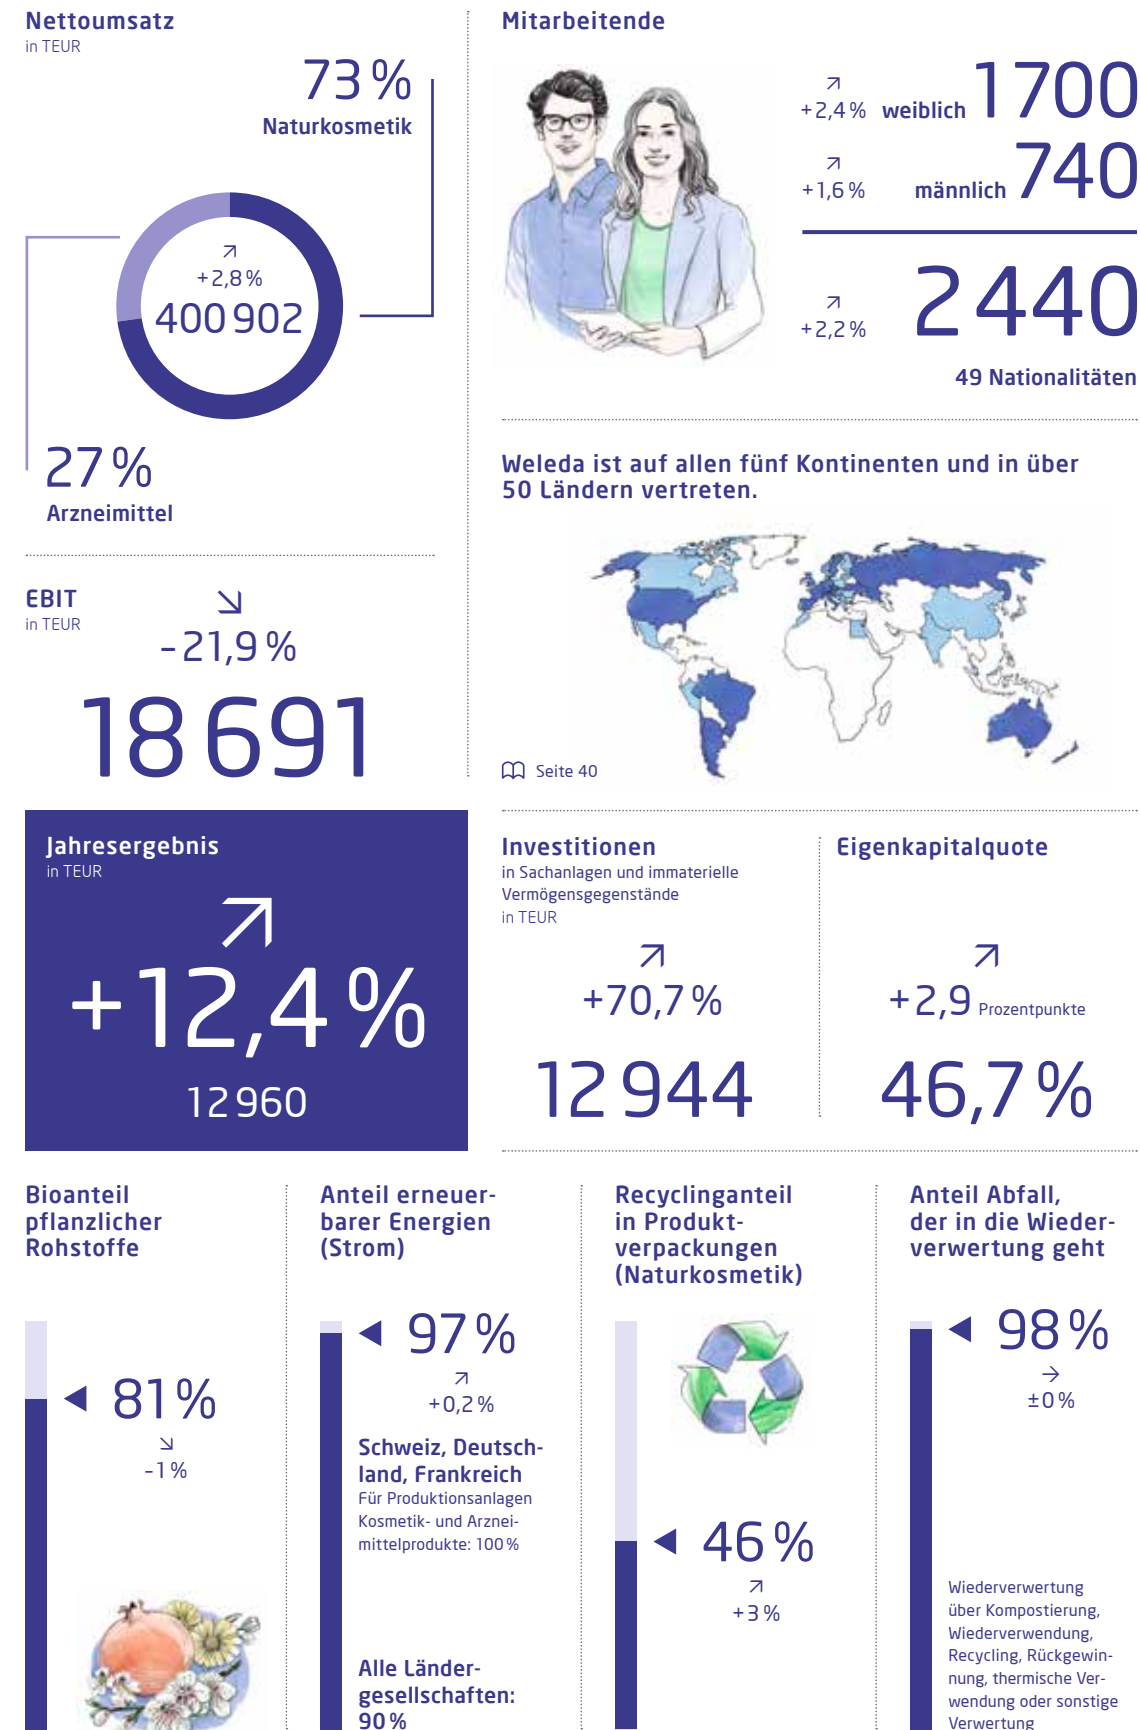 Nettoumsatz
in TEUR
73 %
Naturkosmetik
+2,8 %
400 902
27 %
Arzneimittel
EBIT
in TEUR
-21,9 %
18 691
Mitarbeitende
+2,4 % weiblich 1 700
+1,6 % männlich 740
+2,2 % 2 440
49 Nationalitäten
Weleda ist auf allen fünf Kontinenten und in über
50 Ländern vertreten.
Seite 40
Jahresergebnis
in TEUR
+12,4 %
12 960
Investitionen
in Sachanlagen und immaterielle
Vermögensgegenstände
in TEUR
+70,7 %
12 944
Eigenkapitalquote
+2,9 Prozentpunkte
46,7 %
Bioanteil
pflanzlicher
Rohstoffe
81 %
-1 %
Anteil erneuer-
barer Energien
(Strom)
97 %
+0,2 %
Schweiz, Deutsch-
land, Frankreich
Für Produktionsanlagen
Kosmetik- und Arznei-
mittelprodukte: 100 %
Alle Länder-
gesellschaften:
90 %
Recyclinganteil
in Produkt-
verpackungen
(Naturkosmetik)
46 %
+3 %
Anteil Abfall,
der in die Wieder-
verwertung geht
98 %
±0 %
Wiederverwertung
über Kompostierung,
Wiederverwendung,
Recycling, Rückgewin-
nung, thermische Ver-
wendung oder sonstige
Verwertung